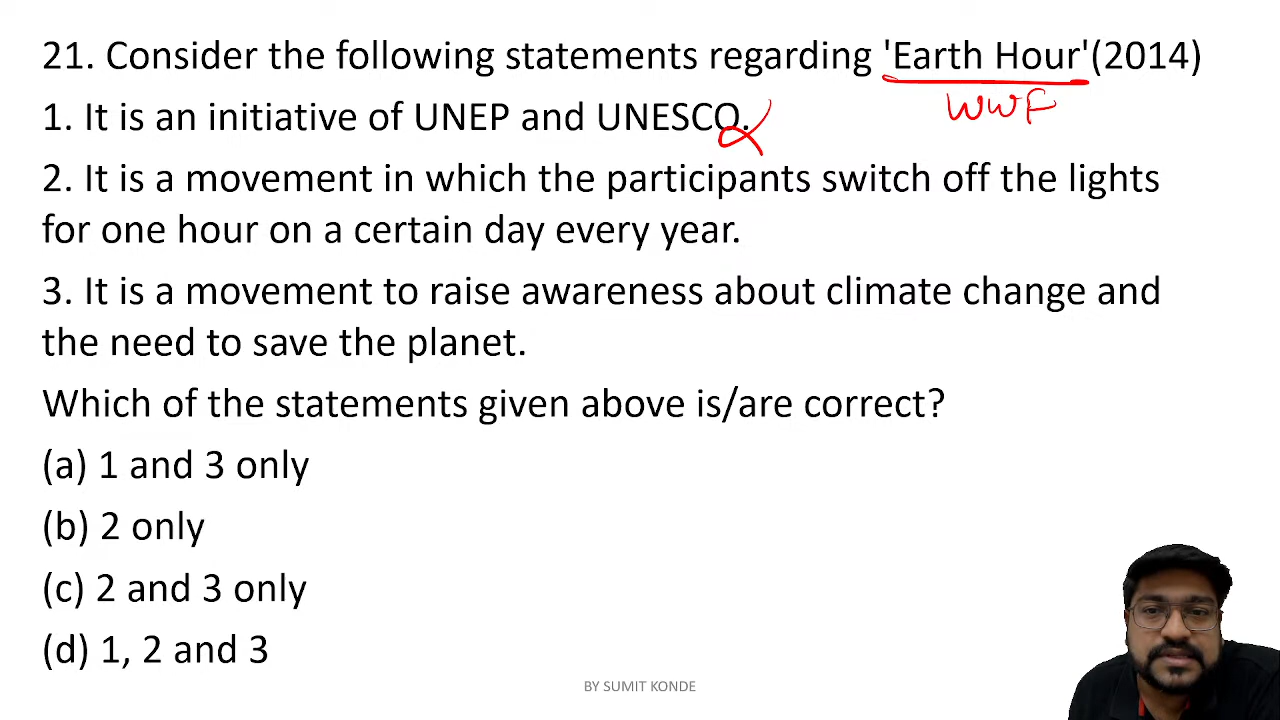 21. Consider the following statements regarding 'Earth Hour'(2014)
WWF
1. It is an initiative of UNEP and UNESCO.
2. It is a movement in which the participants switch off the lights
for one hour on a certain day every year.
3. It is a movement to raise awareness about climate change and
the need to save the planet.
Which of the statements given above is/are correct?
(a) 1 and 3 only
(b) 2 only
(c) 2 and 3 only
(d) 1, 2 and 3
BY SUMIT KONDE